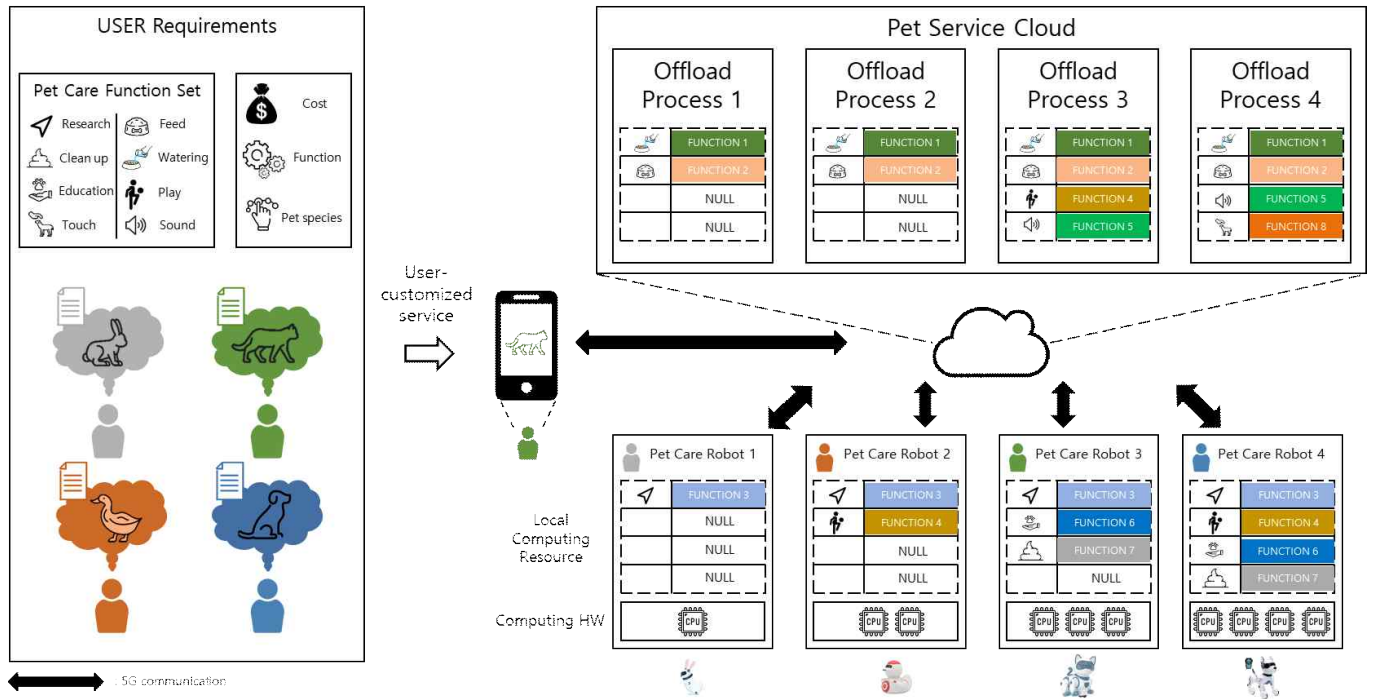 USER Requirements
Pet Care Function Set
Research
Feed
Clean up
Watering
Education
Play
Touch
Sound
Cost
Function
Pet species
User-
customized
service
Pet Service Cloud
Offload
Process 1
FUNCTION 1
FUNCTION 2
NULL
NULL
Offload
Process 2
FUNCTION 1
FUNCTION 2
NULL
NULL
Offload
Process 3
FUNCTION 1
FUNCTION 2
FUNCTION 4
FUNCTION 5
Offload
Process 4
FUNCTION 1
FUNCTION 2
FUNCTION 5
FUNCTION 8
Local
Computing
Resource
Computing HW
Pet Care Robot 1
FUNCTION 3
NULL
NULL
NULL
CPU
Pet Care Robot 2
FUNCTION 3
FUNCTION 4
NULL
NULL
CPU CPU
Pet Care Robot 3
FUNCTION 3
FUNCTION 6
FUNCTION 7
NULL
CPU CPU CPU
Pet Care Robot 4
FUNCTION 3
FUNCTION 4
FUNCTION 6
FUNCTION 7
CPU CPU CPU CPU
: 5G communication